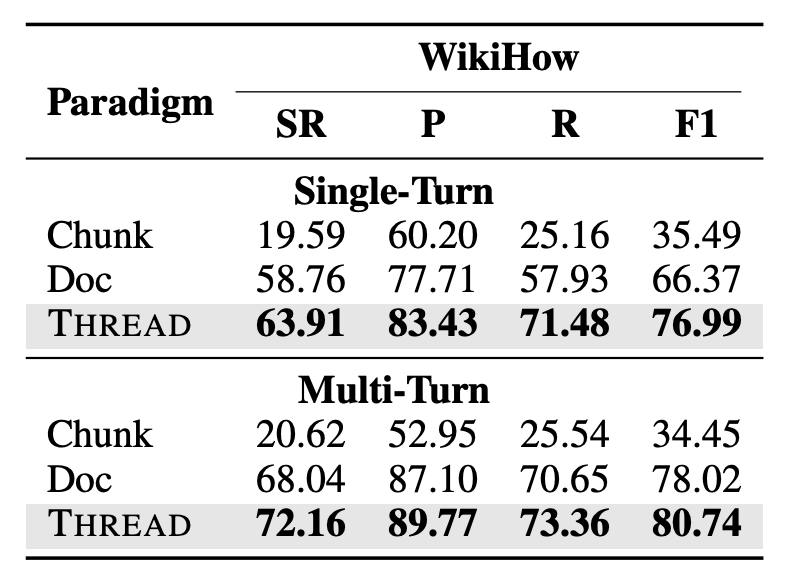 WikiHow
Paradigm
SR P R F1
Single-Turn
Chunk 19.59 60.20 25.16 35.49
Doc 58.76 77.71 57.93 66.37
THREAD 63.91 83.43 71.48 76.99
Multi-Turn
Chunk 20.62 52.95 25.54 34.45
Doc 68.04 87.10 70.65 78.02
THREAD 72.16 89.77 73.36 80.74